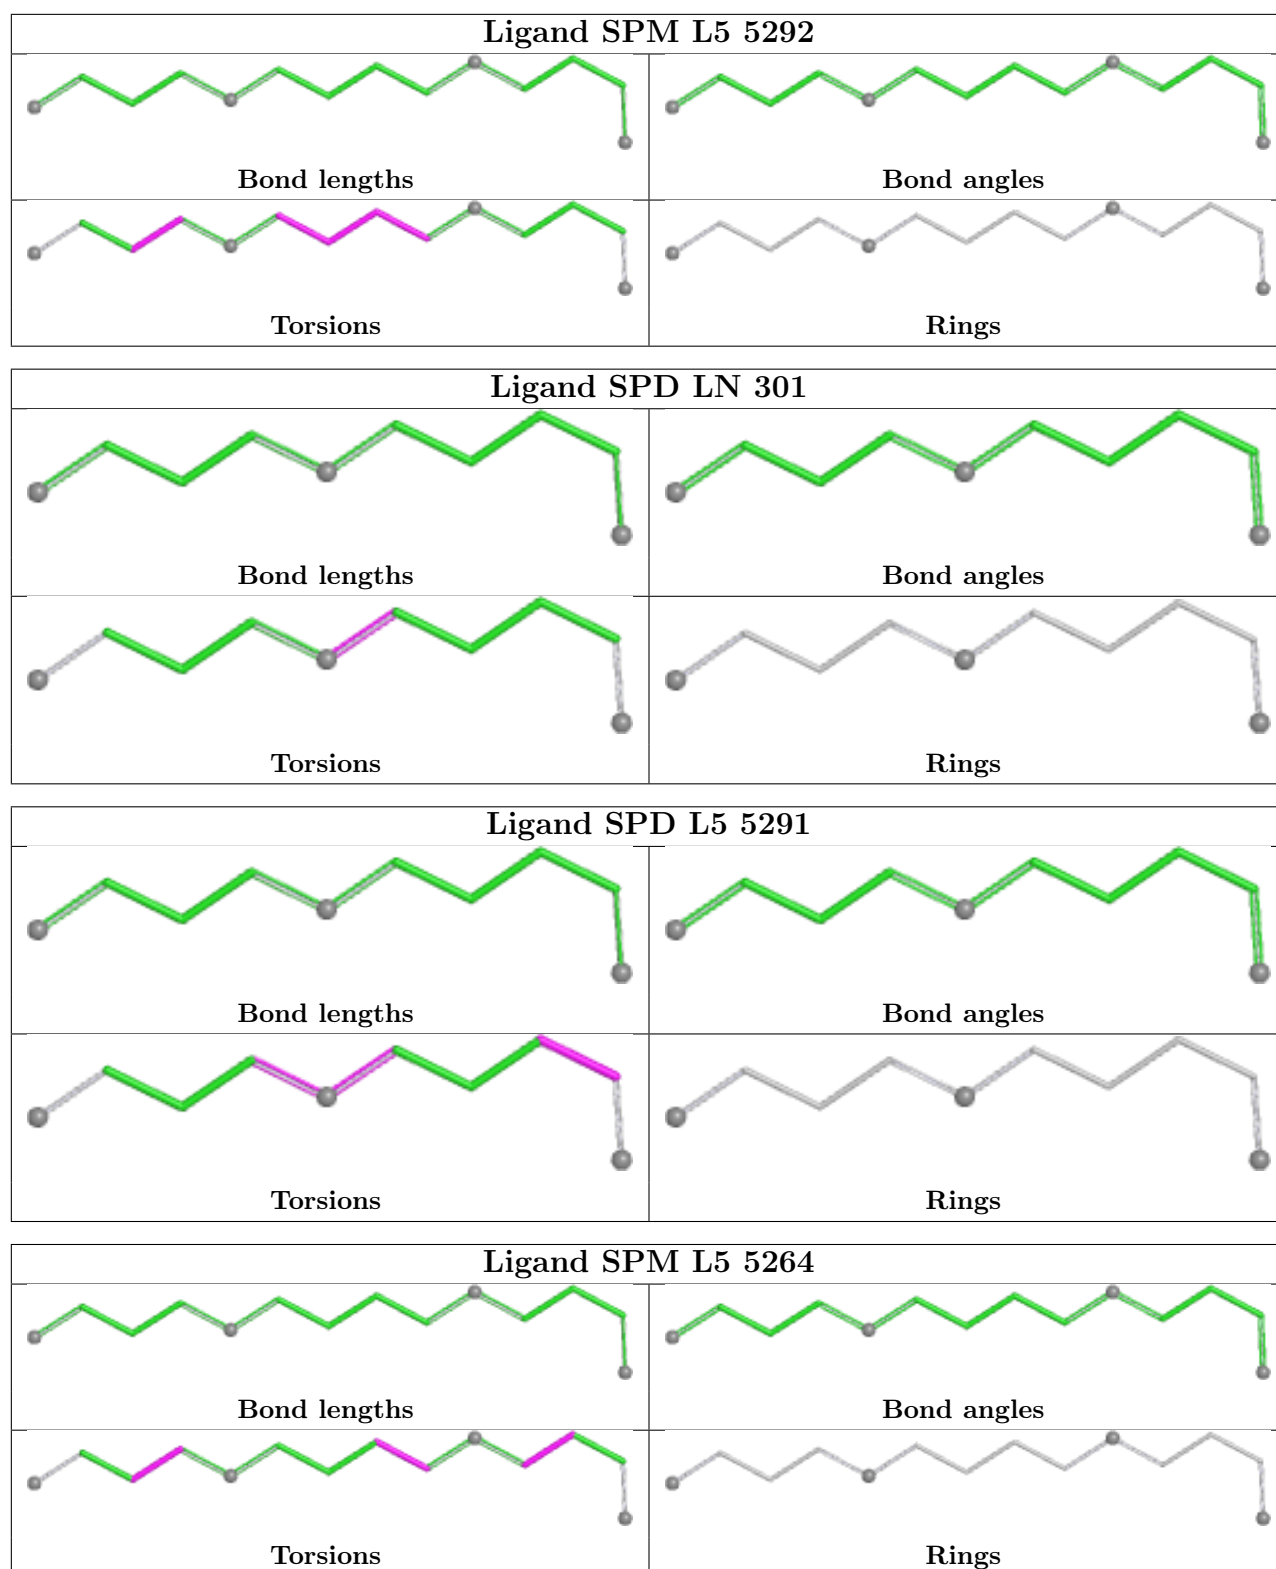 Ligand SPM L5 5292
Bond lengths
Bond angles
Torsions
Rings
Ligand SPD LN 301
Bond lengths
Bond angles
Torsions
Rings
Ligand SPD L5 5291
Bond lengths
Bond angles
Torsions
Rings
Ligand SPM L5 5264
Bond lengths
Bond angles
Torsions
Rings